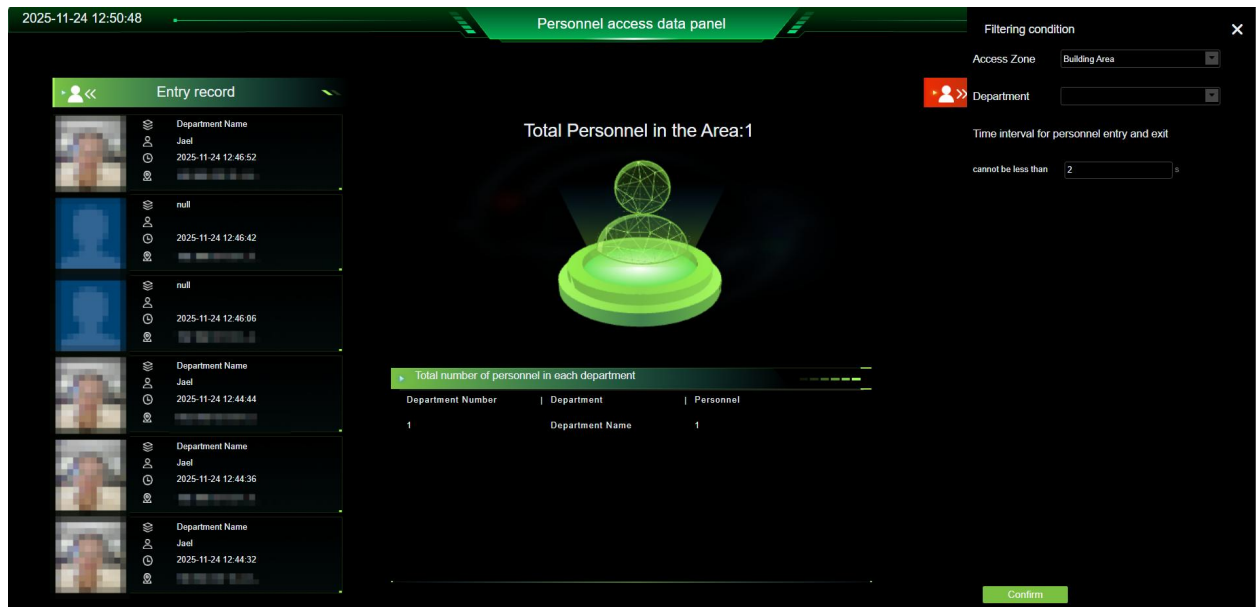 2025-11-24 12:50:48
Personnel access data panel
Entry record
Department Name
Jael
2025-11-24 12:46:52
null
2025-11-24 12:46:42
null
2025-11-24 12:46:06
Department Name
Jael
2025-11-24 12:44:44
Department Name
Jael
2025-11-24 12:44:36
Department Name
Jael
2025-11-24 12:44:32
Total Personnel in the Area:1
Total number of personnel in each department
Department Number | Department | Personnel
1 Department Name 1
Filtering condition
Access Zone Building Area
Department
Time interval for personnel entry and exit
cannot be less than 2 s
Confirm